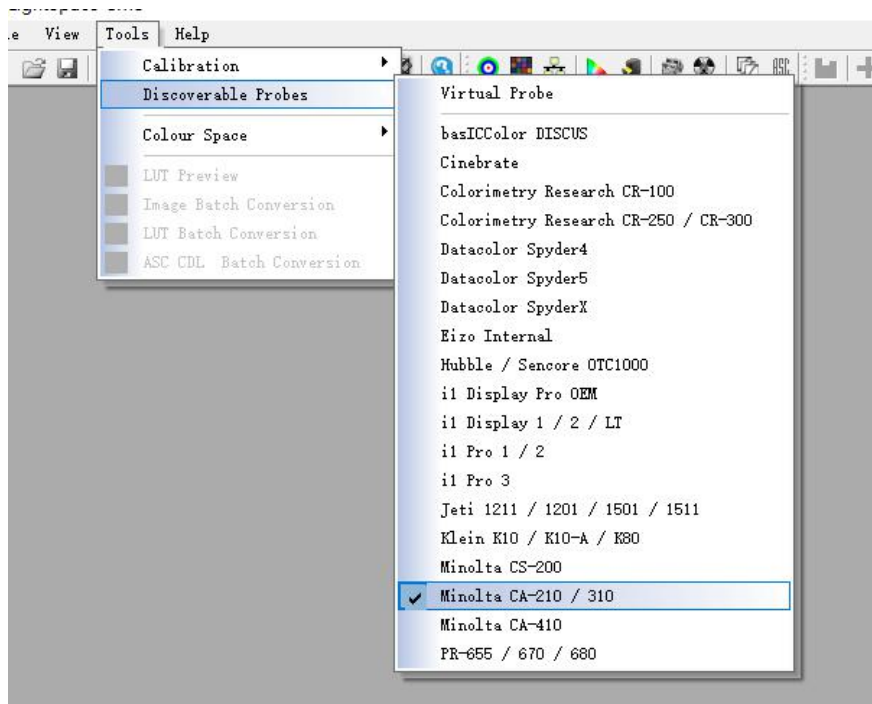 View Tools Help
Calibration
Discoverable Probes
Colour Space
LUT Preview
Image Batch Conversion
LUT Batch Conversion
ASC CDL Batch Conversion
Virtual Probe
basICColor DISCUS
Cinebrate
Colorimetry Research CR-100
Colorimetry Research CR-250 / CR-300
Datacolor Spyder4
Datacolor Spyder5
Datacolor SpyderX
Eizo Internal
Hubble / Sencore OTC1000
i1 Display Pro OEM
i1 Display 1 / 2 / LT
i1 Pro 1 / 2
i1 Pro 3
Jeti 1211 / 1201 / 1501 / 1511
Klein K10 / K10-A / K80
Minolta CS-200
Minolta CA-210 / 310
Minolta CA-410
PR-655 / 670 / 680